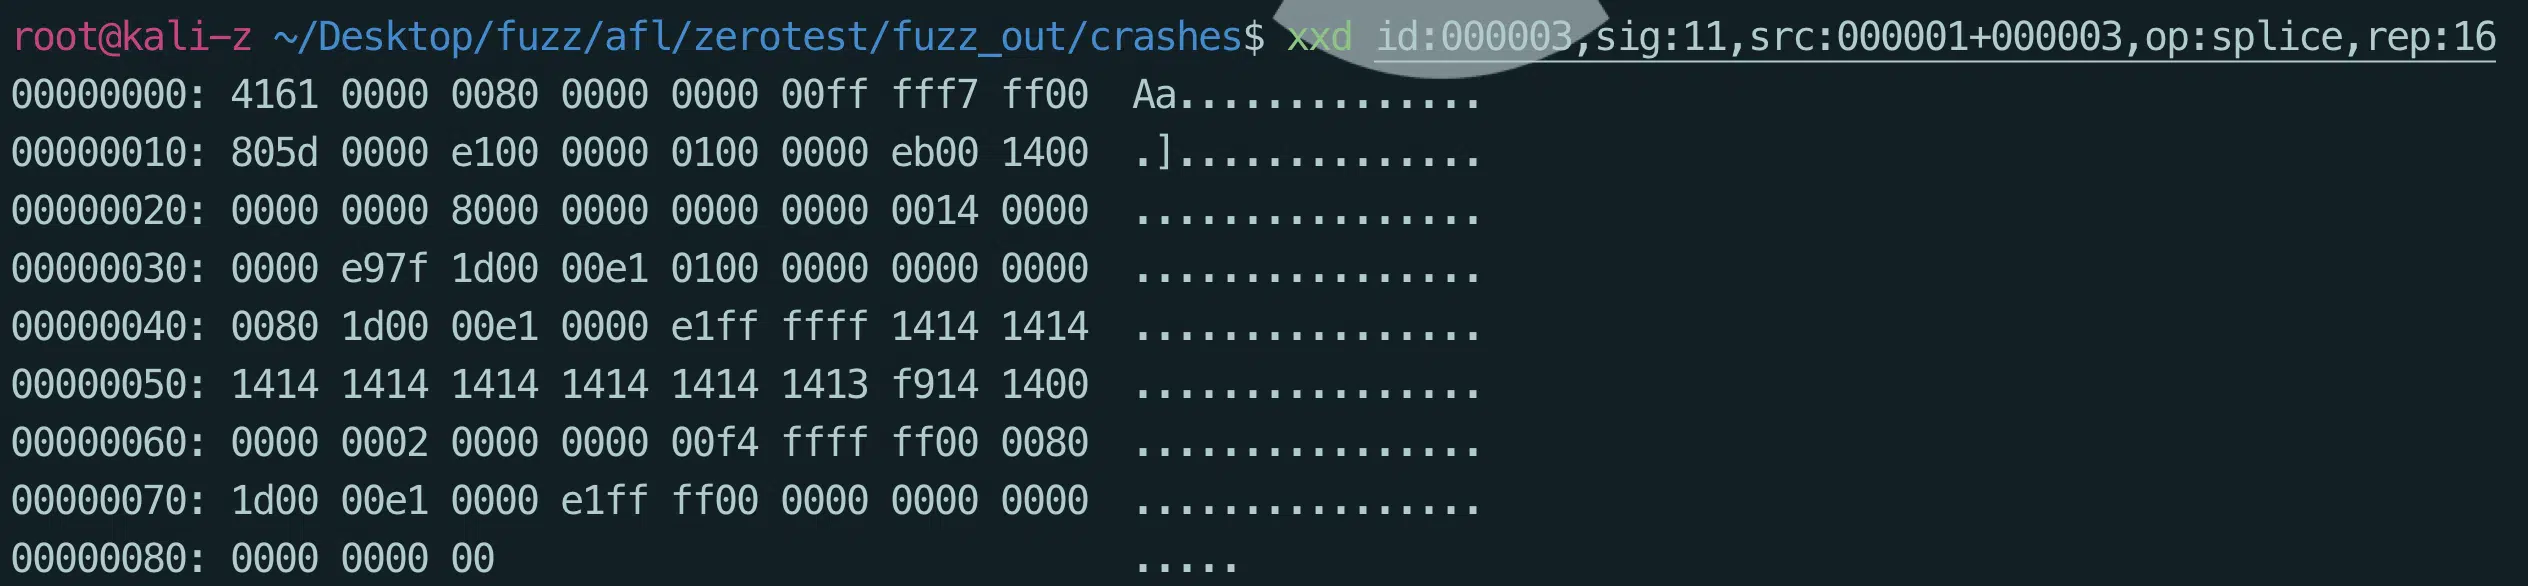 root@kali-z ~/Desktop/fuzz/afl/zerotest/fuzz_out/crashes$ xxd id:000003,sig:11,src:000001+000003,op:splice,rep:16
00000000: 4161 0000 0080 0000 0000 00ff fff7 ff00  Aa..............
00000010: 805d 0000 e100 0000 0100 0000 eb00 1400  .]..............
00000020: 0000 0000 8000 0000 0000 0000 0014 0000  ................
00000030: 0000 e97f 1d00 00e1 0100 0000 0000 0000  ................
00000040: 0080 1d00 00e1 0000 e1ff ffff 1414 1414  ................
00000050: 1414 1414 1414 1414 1414 1413 f914 1400  ................
00000060: 0000 0002 0000 0000 00f4 ffff ff00 0080  ................
00000070: 1d00 00e1 0000 e1ff ff00 0000 0000 0000  ................
00000080: 0000 0000 00                             .....